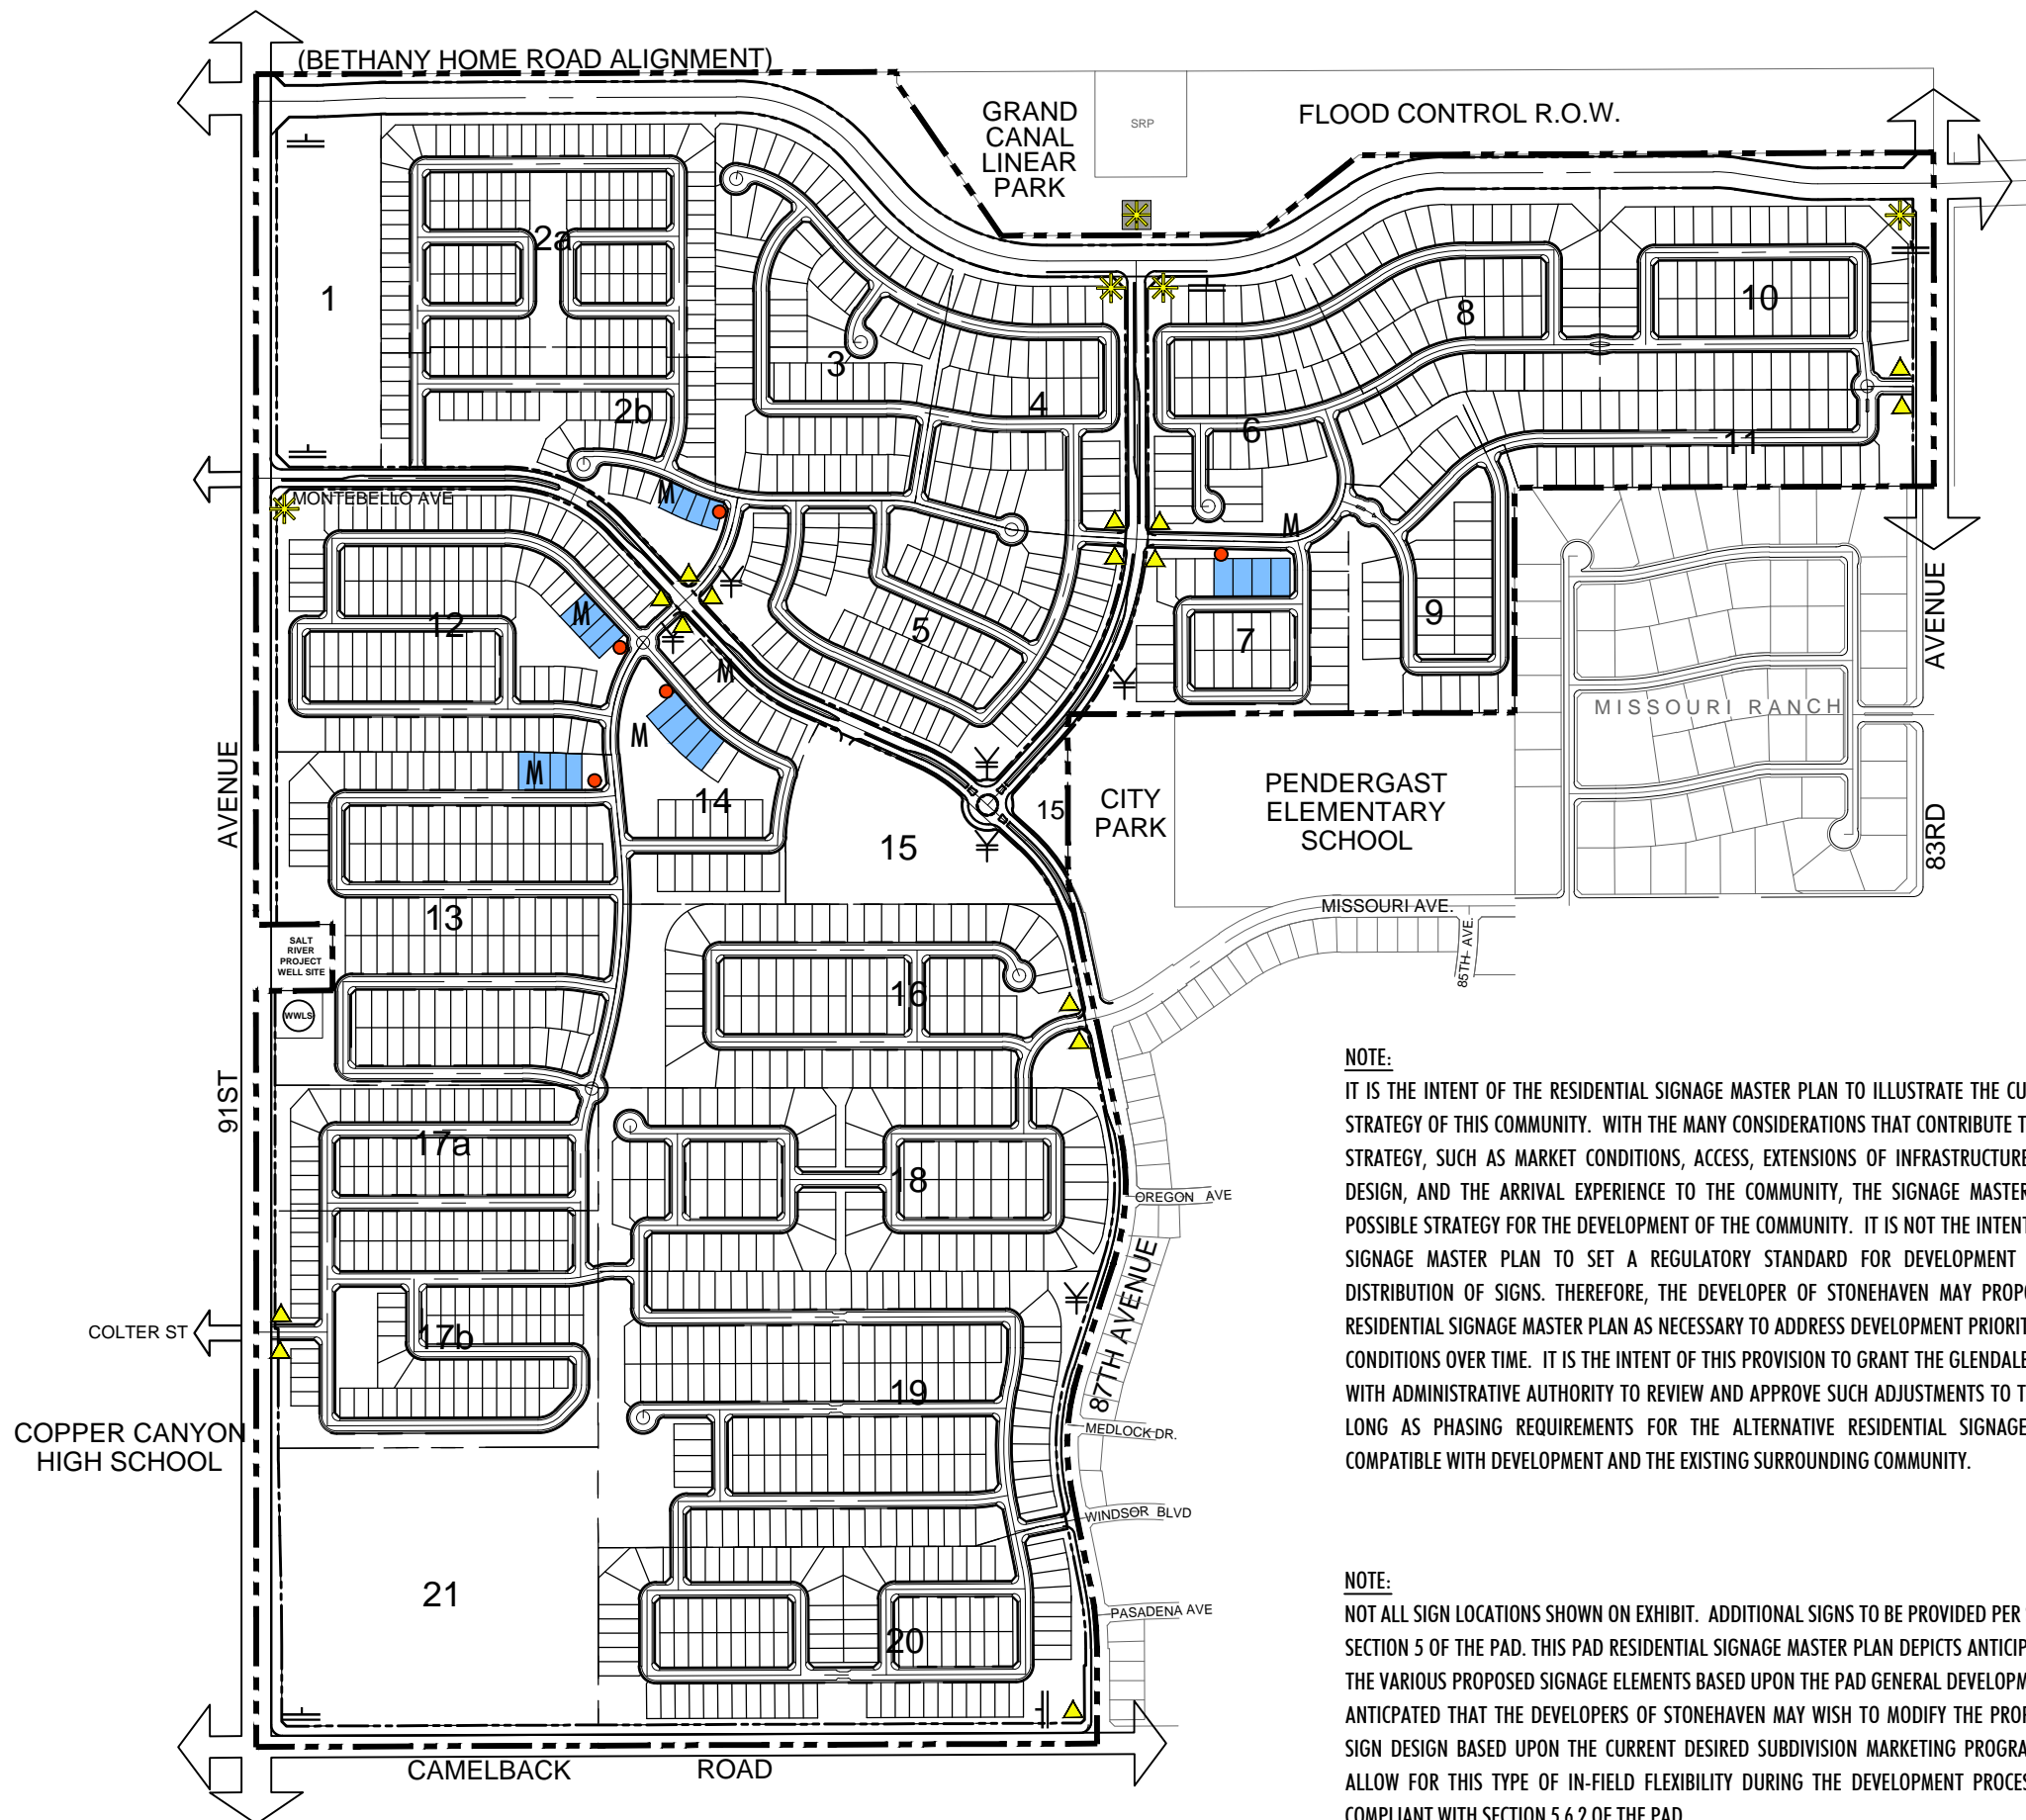 (BETHANY HOME ROAD ALIGNMENT)
GRAND
CANAL
LINEAR
PARK
SRP
FLOOD CONTROL R.O.W.
1
2a
2b
3
4
5
6
7
8
9
10
11
MONTEBELLO AVE
M
M
M
M
M
M
12
13
14
15
15
CITY
PARK
PENDERGAST
ELEMENTARY
SCHOOL
MISSOURI RANCH
AVENUE
83RD
AVENUE
91ST
MISSOURI AVE.
85TH AVE.
SALT
RIVER
PROJECT
WELL SITE
WWLS
16
17a
17b
18
19
20
21
OREGON AVE
87TH AVENUE
MEDLOCK DR.
WINDSOR BLVD
PASADENA AVE
COLTER ST
COPPER CANYON
HIGH SCHOOL
CAMELBACK ROAD
NOTE:
IT IS THE INTENT OF THE RESIDENTIAL SIGNAGE MASTER PLAN TO ILLUSTRATE THE CU
STRATEGY OF THIS COMMUNITY. WITH THE MANY CONSIDERATIONS THAT CONTRIBUTE T
STRATEGY, SUCH AS MARKET CONDITIONS, ACCESS, EXTENSIONS OF INFRASTRUCTURE
DESIGN, AND THE ARRIVAL EXPERIENCE TO THE COMMUNITY, THE SIGNAGE MASTER
POSSIBLE STRATEGY FOR THE DEVELOPMENT OF THE COMMUNITY. IT IS NOT THE INTENT
SIGNAGE MASTER PLAN TO SET A REGULATORY STANDARD FOR DEVELOPMENT
DISTRIBUTION OF SIGNS. THEREFORE, THE DEVELOPER OF STONEHAVEN MAY PROPO
RESIDENTIAL SIGNAGE MASTER PLAN AS NECESSARY TO ADDRESS DEVELOPMENT PRIORIT
CONDITIONS OVER TIME. IT IS THE INTENT OF THIS PROVISION TO GRANT THE GLENDALE
WITH ADMINISTRATIVE AUTHORITY TO REVIEW AND APPROVE SUCH ADJUSTMENTS TO T
LONG AS PHASING REQUIREMENTS FOR THE ALTERNATIVE RESIDENTIAL SIGNAGE
COMPATIBLE WITH DEVELOPMENT AND THE EXISTING SURROUNDING COMMUNITY.
NOTE:
NOT ALL SIGN LOCATIONS SHOWN ON EXHIBIT. ADDITIONAL SIGNS TO BE PROVIDED PER
SECTION 5 OF THE PAD. THIS PAD RESIDENTIAL SIGNAGE MASTER PLAN DEPICTS ANTICIP
THE VARIOUS PROPOSED SIGNAGE ELEMENTS BASED UPON THE PAD GENERAL DEVELOPM
ANTICPATED THAT THE DEVELOPERS OF STONEHAVEN MAY WISH TO MODIFY THE PROP
SIGN DESIGN BASED UPON THE CURRENT DESIRED SUBDIVISION MARKETING PROGRA
ALLOW FOR THIS TYPE OF IN-FIELD FLEXIBILITY DURING THE DEVELOPMENT PROCES
COMPLIANT WITH SECTION 5.6.2 OF THE PAD